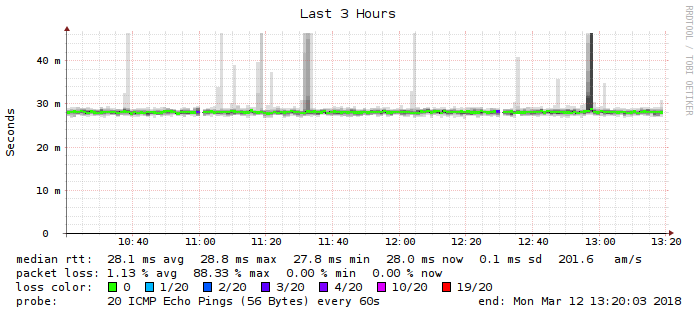 Last 3 Hours
RRDTOOL / TOBI OETIKER
Seconds
40 m
30 m
20 m
10 m
0
10:40 11:00 11:20 11:40 12:00 12:20 12:40 13:00 13:20
median rtt: 28.1 ms avg 28.8 ms max 27.8 ms min 28.0 ms now 0.1 ms sd 201.6 am/s
packet loss: 1.13 % avg 88.33 % max 0.00 % min 0.00 % now
loss color: 0 1/20 2/20 3/20 4/20 10/20 19/20
probe: 20 ICMP Echo Pings (56 Bytes) every 60s end: Mon Mar 12 13:20:03 2018